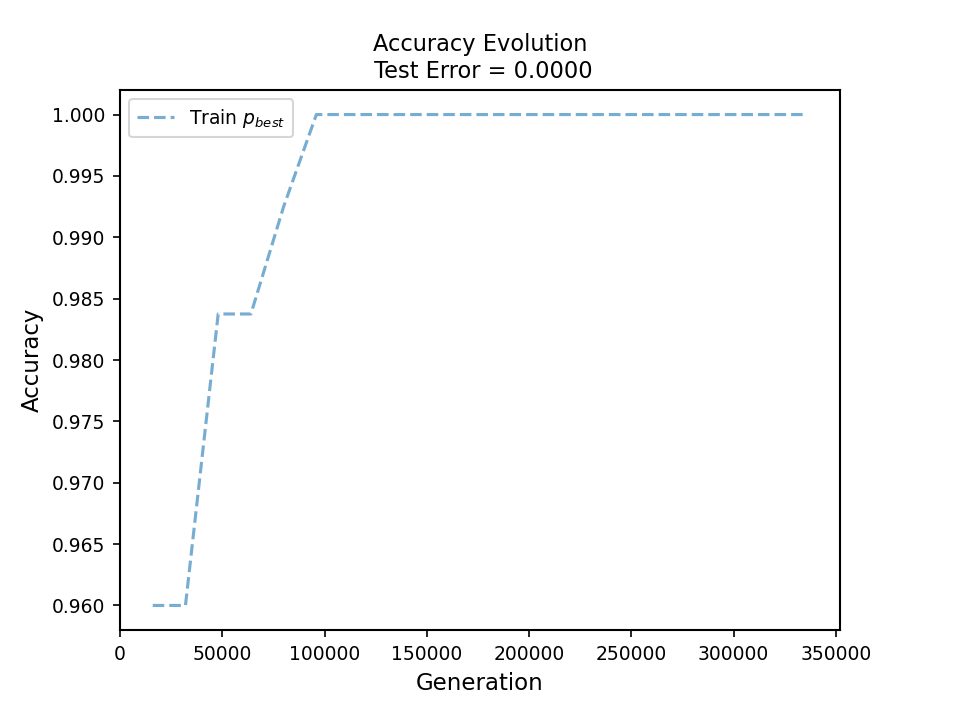 Accuracy Evolution
Test Error = 0.0000
Train p_best
1.000
0.995
0.990
0.985
0.980
0.975
0.970
0.965
0.960
Accuracy
0 50000 100000 150000 200000 250000 300000 350000
Generation